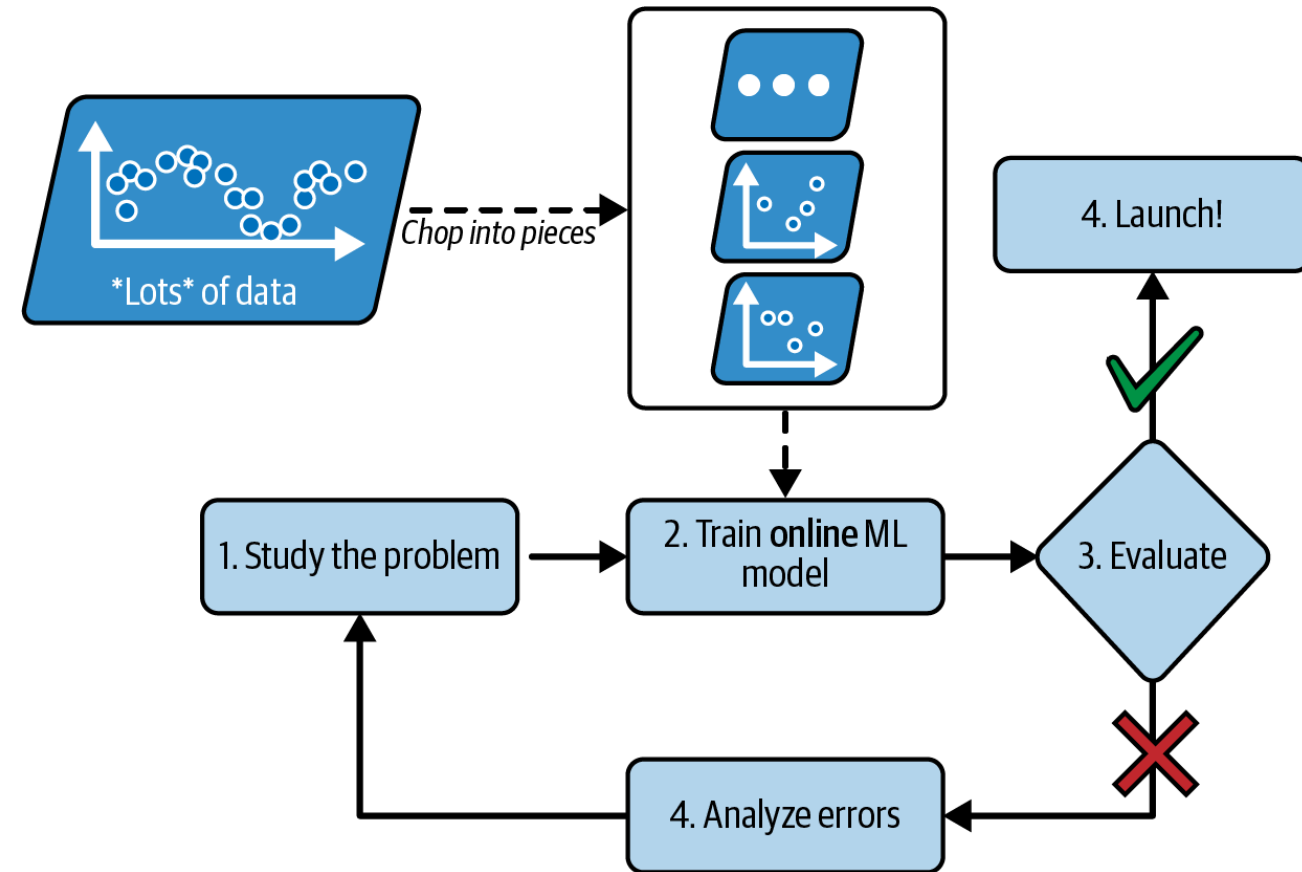 *Lots* of data
Chop into pieces
4. Launch!
1. Study the problem
2. Train online ML
model
3. Evaluate
4. Analyze errors